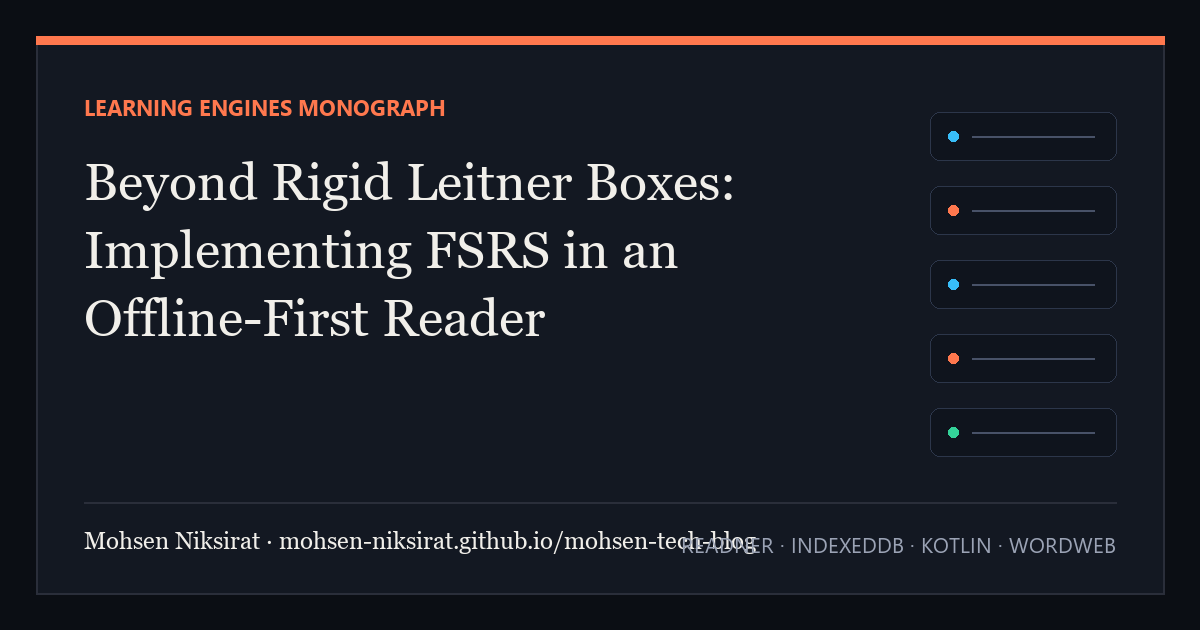 LEARNING ENGINES MONOGRAPH
Beyond Rigid Leitner Boxes:
Implementing FSRS in an
Offline-First Reader
Mohsen Niksirat · mohsen-niksirat.github.io/mohsen-tech-blog
READNER · INDEXEDDB · KOTLIN · WORDWEB